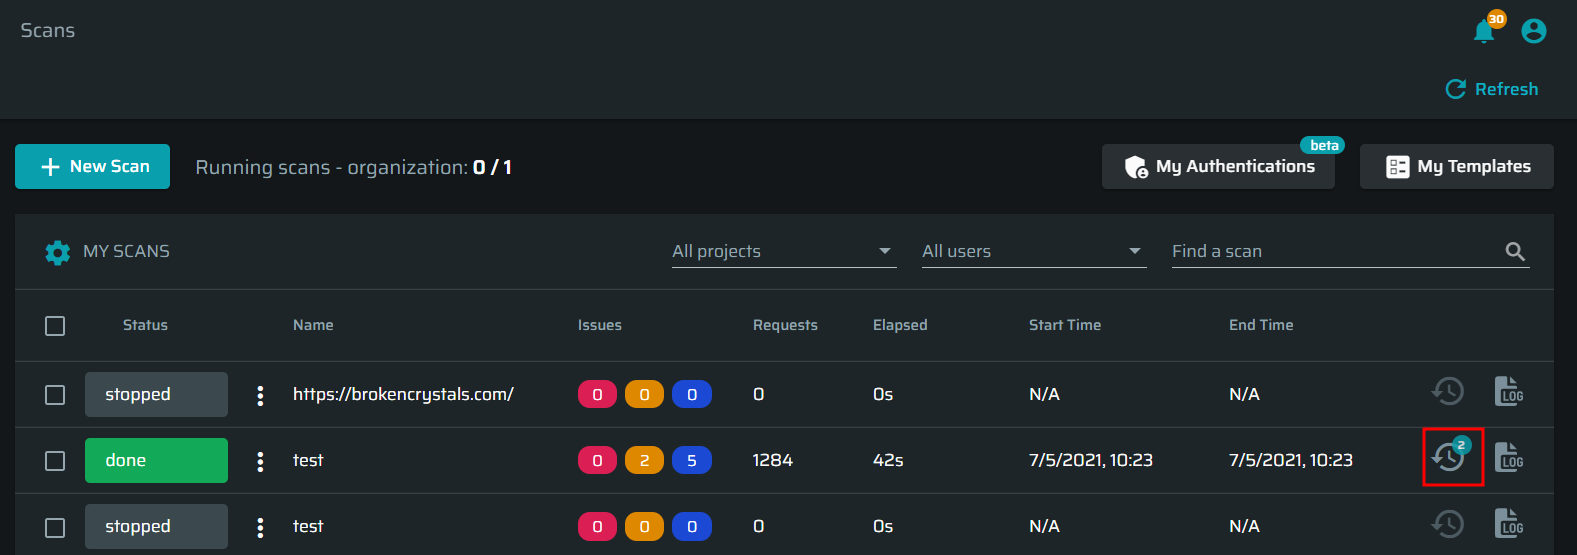 Scans
30
Refresh
New Scan Running scans - organization: 0 / 1 My Authentications beta My Templates
MY SCANS All projects All users Find a scan
Status Name Issues Requests Elapsed Start Time End Time
stopped https://brokencrystals.com/ 0 0 0 0 0s N/A N/A LOG
done test 0 2 5 1284 42s 7/5/2021, 10:23 7/5/2021, 10:23 2 LOG
stopped test 0 0 0 0 0s N/A N/A LOG